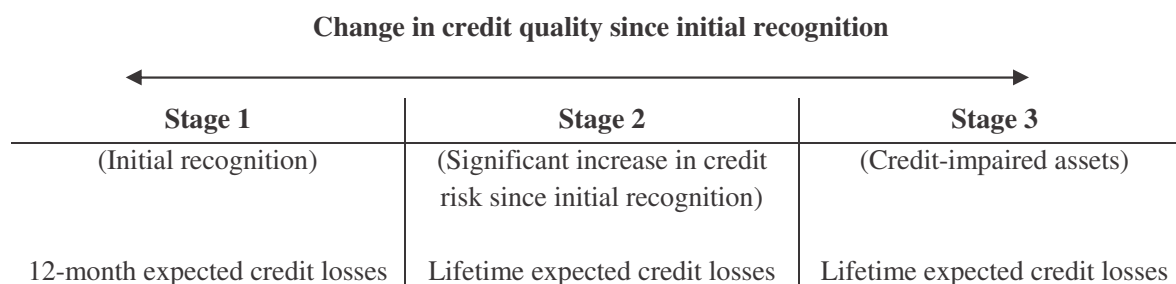 Change in credit quality since initial recognition
Stage 1
Stage 2
Stage 3
(Initial recognition)
(Significant increase in credit
risk since initial recognition)
(Credit-impaired assets)
12-month expected credit losses
Lifetime expected credit losses
Lifetime expected credit losses